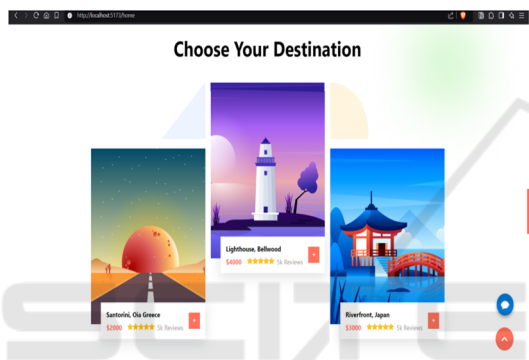 http://localhost:5173/home
Choose Your Destination
Lighthouse, Bellwood
$4000 5k Reviews
+
Santorini, Oia Greece
$2000 5k Reviews
+
Riverfront, Japan
$3000 5k Reviews
+